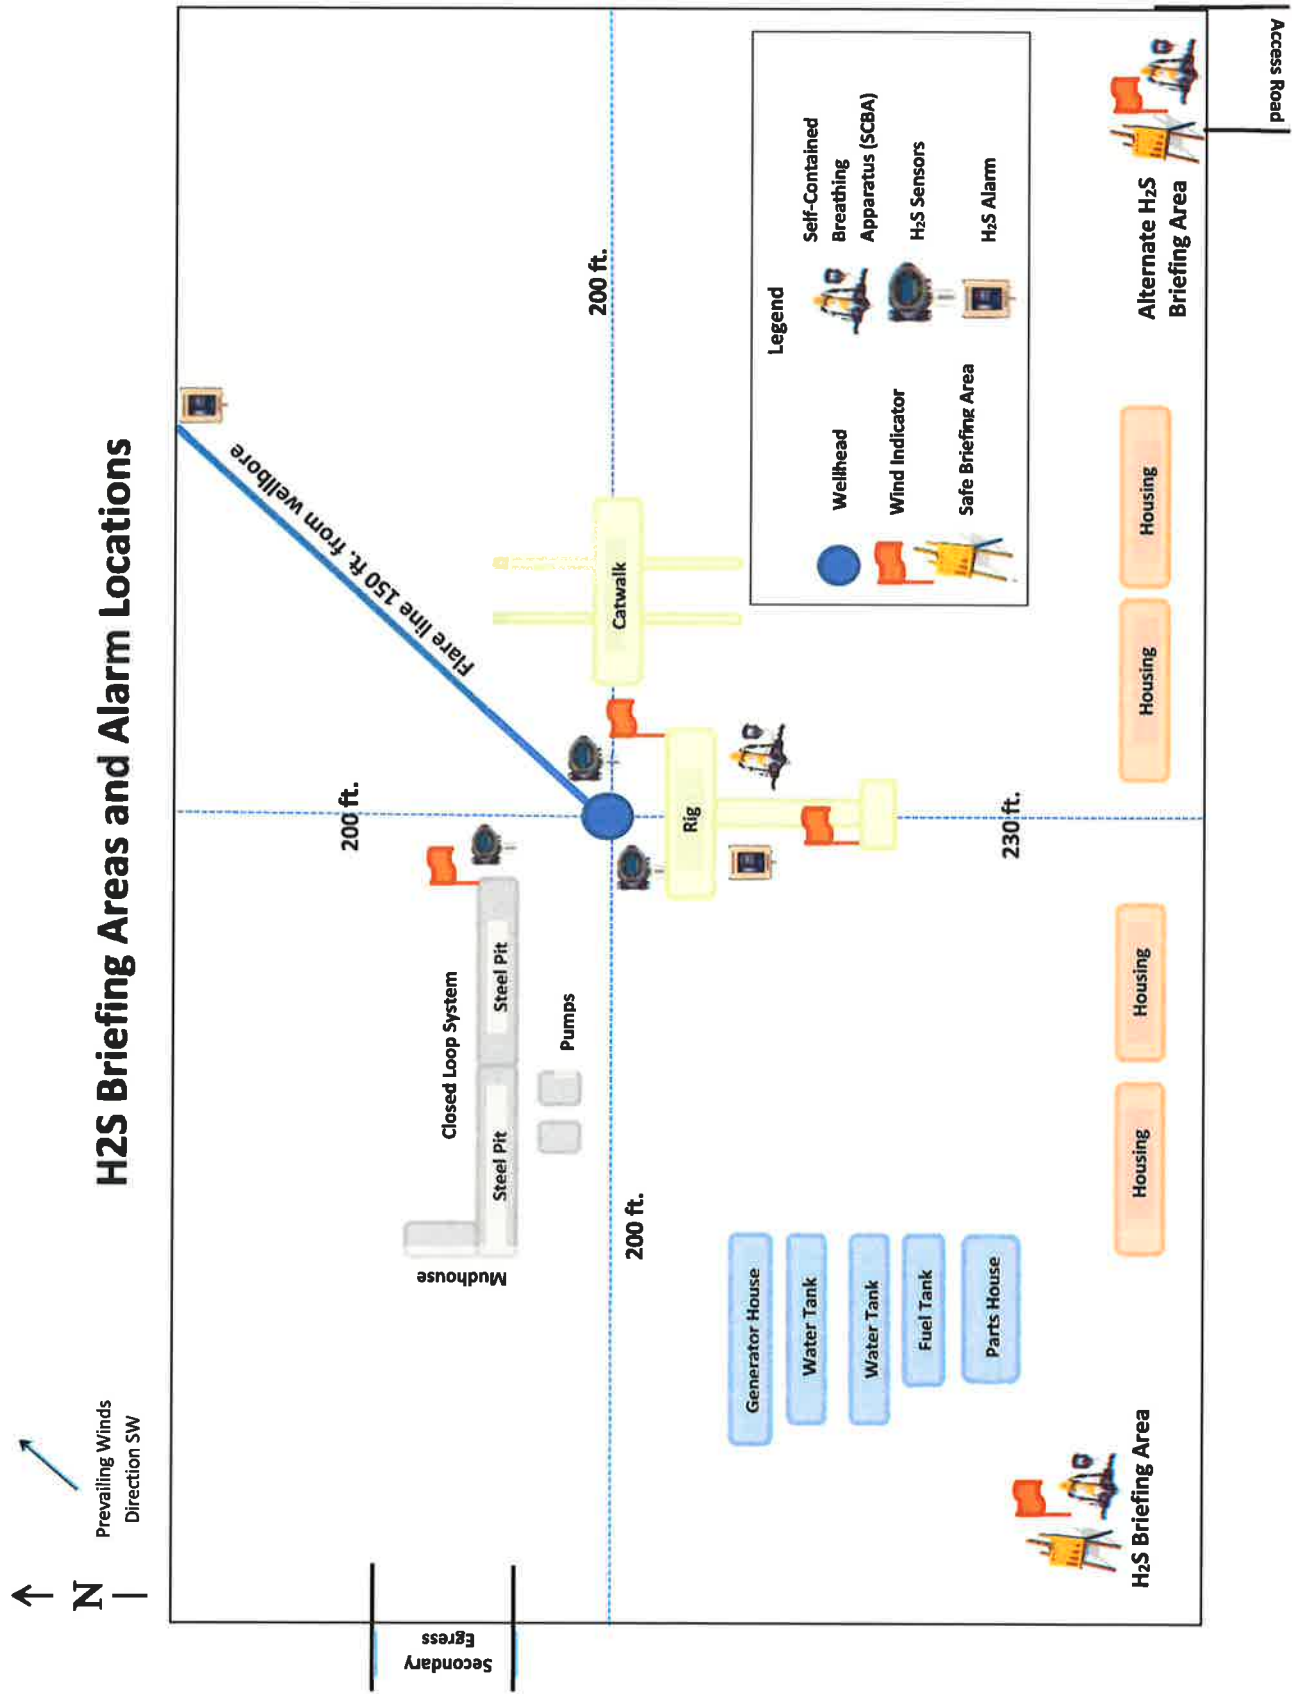 H2S Briefing Areas and Alarm Locations
N
Prevailing Winds
Direction SW
Secondary
Egress
Mudhouse
Closed Loop System
Steel Pit
Steel Pit
Pumps
200 ft.
Flare line 150 ft. from wellbore
200 ft.
200 ft.
Catwalk
Rig
230 ft.
Generator House
Water Tank
Water Tank
Fuel Tank
Parts House
Legend
Wellhead
Wind Indicator
Safe Briefing Area
Self-Contained
Breathing
Apparatus (SCBA)
H₂S Sensors
H₂S Alarm
H₂S Briefing Area
Housing
Housing
Housing
Housing
Alternate H₂S
Briefing Area
Access Road